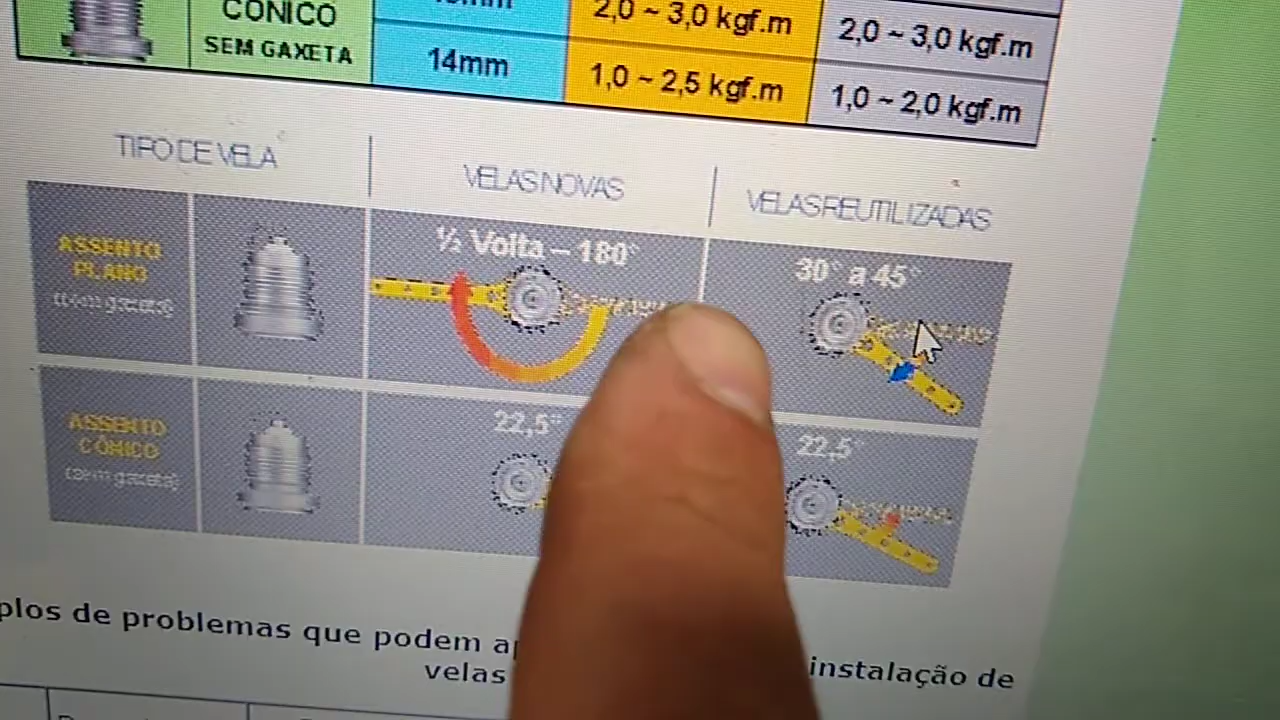 CÔNICO
SEM GAXETA
14mm
2,0 ~ 3,0 kgf.m
1,0 ~ 2,5 kgf.m
2,0 ~ 3,0 kgf.m
1,0 ~ 2,0 kgf.m
TIPO DE VELA
VELAS NOVAS
VELAS REUTILIZADAS
ASSENTO
PLANO
½ Volta – 180°
30° a 45°
ASSENTO
CÔNICO
(sem gaxeta)
22,5°
22,5°
plos de problemas que podem
instalação de
velas